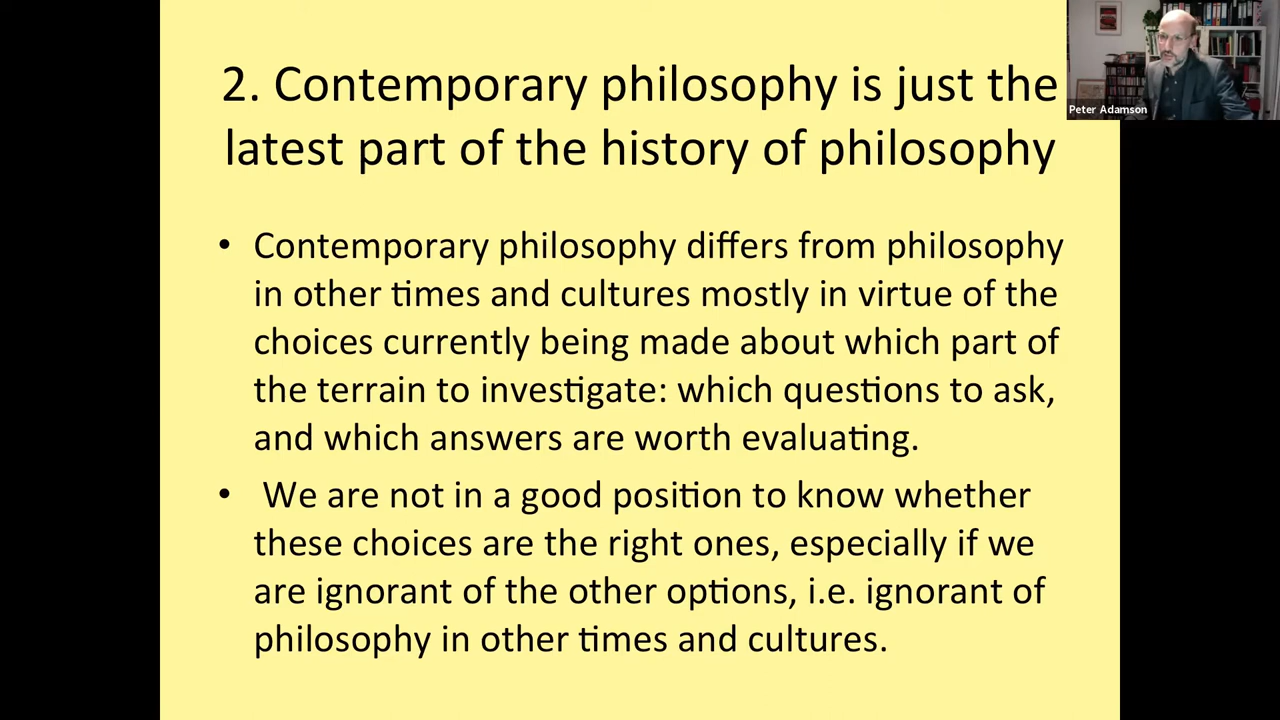 2. Contemporary philosophy is just the
latest part of the history of philosophy
Peter Adamson
• Contemporary philosophy differs from philosophy
in other times and cultures mostly in virtue of the
choices currently being made about which part of
the terrain to investigate: which questions to ask,
and which answers are worth evaluating.
• We are not in a good position to know whether
these choices are the right ones, especially if we
are ignorant of the other options, i.e. ignorant of
philosophy in other times and cultures.